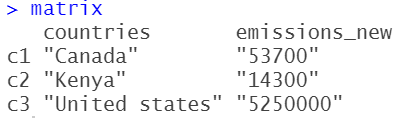 > matrix
countries emissions_new
c1 "Canada" "53700"
c2 "Kenya" "14300"
c3 "United states" "5250000"